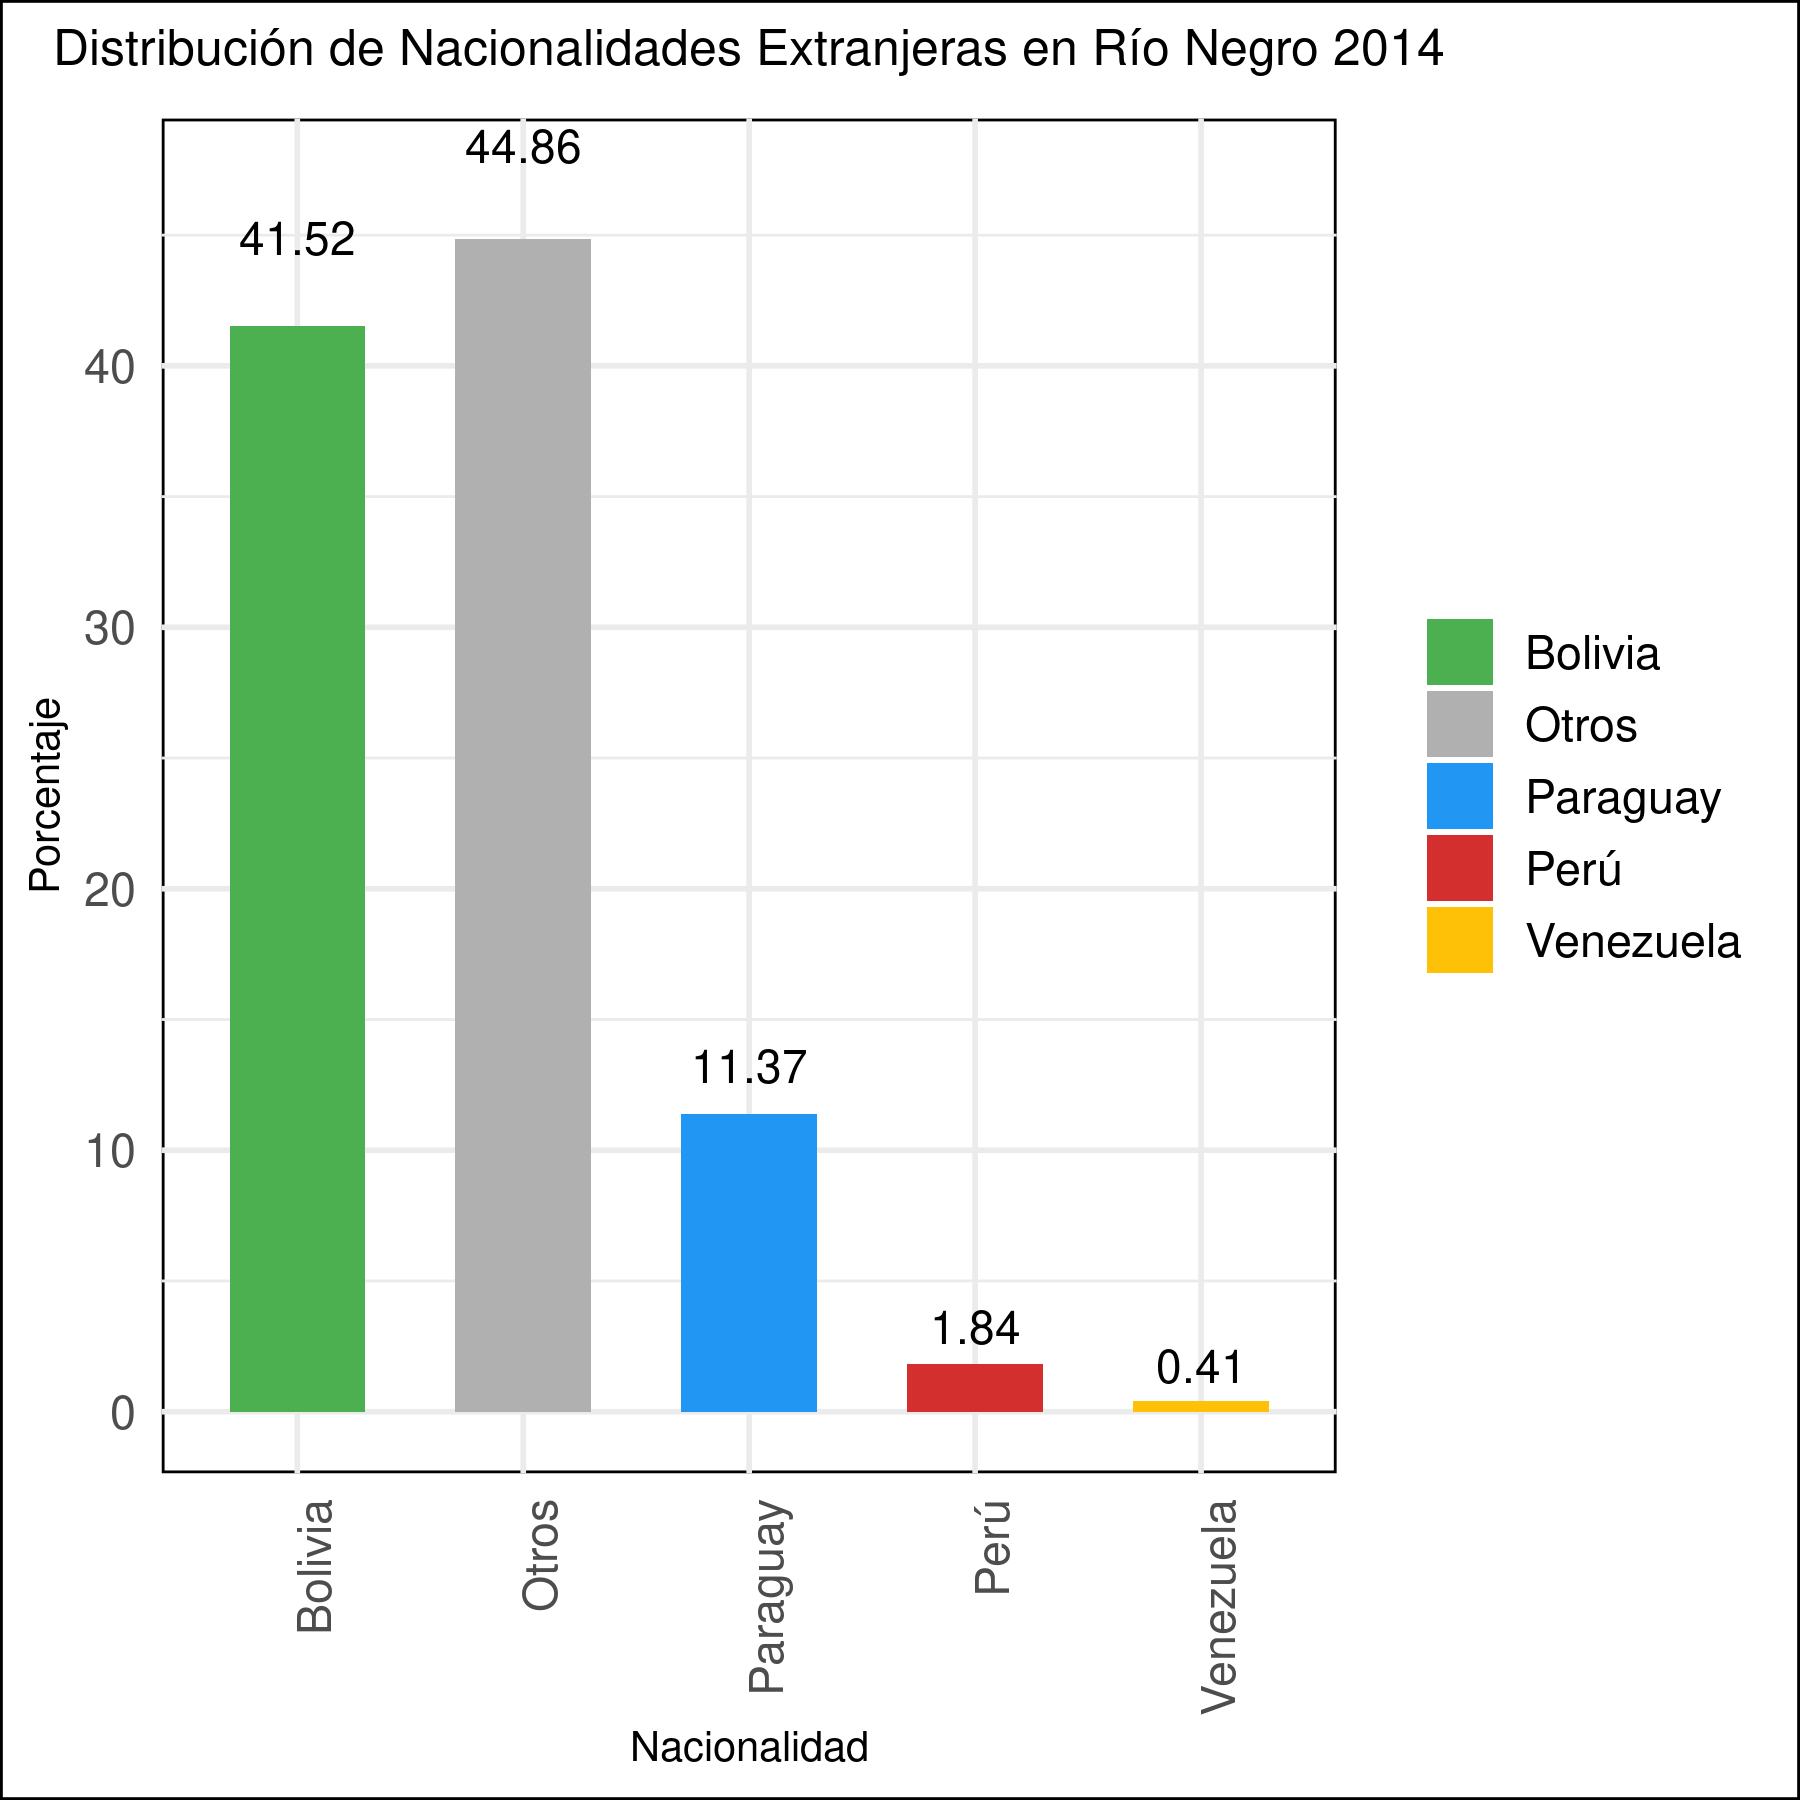 Distribución de Nacionalidades Extranjeras en Río Negro 2014
44.86
41.52
11.37
1.84
0.41
40
30
20
10
0
Porcentaje
Bolivia
Otros
Paraguay
Perú
Venezuela
Nacionalidad
Bolivia
Otros
Paraguay
Perú
Venezuela